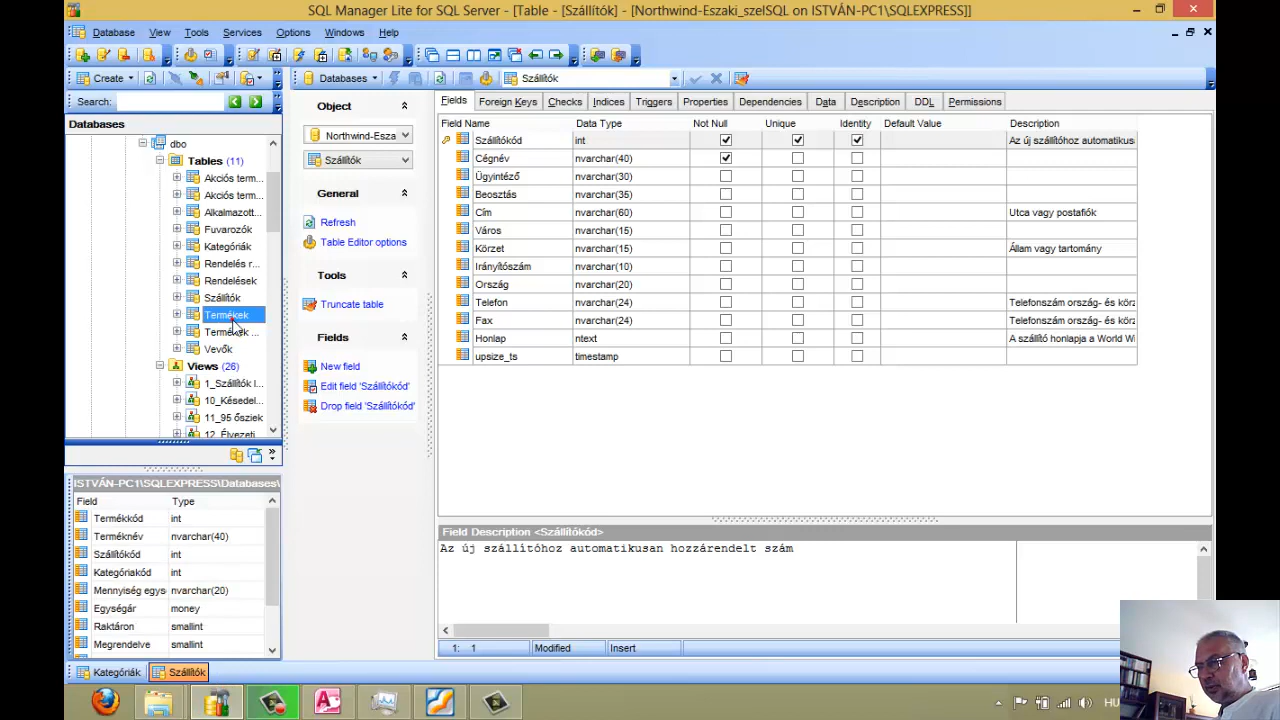 SQL Manager Lite for SQL Server - [Table - [Szállítók] - [Northwind-Eszaki_szelSQL on ISTVÁN-PC1\SQLEXPRESS]]
Database View Tools Services Options Windows Help
Create Databases Szállítók
Search:
Databases
dbo
Tables (11)
Akciós term...
Akciós term...
Alkalmazott...
Fuvarozók
Kategóriák
Rendelés r...
Rendelések
Szállítók
Termékek
Termékek ...
Vevők
Views (26)
1_Szállítók l...
10_Késedel...
11_95 ősziek
12_Élvezeti
ISTVÁN-PC1\SQLEXPRESS\Databases\
Field Type
Termékkód int
Terméknév nvarchar(40)
Szállítókód int
Kategóriakód int
Mennyiség egys nvarchar(20)
Egységár money
Raktáron smallint
Megrendelve smallint
Object
Northwind-Esza
Szállítók
General
Refresh
Table Editor options
Tools
Truncate table
Fields
New field
Edit field 'Szállítókód'
Drop field 'Szállítókód'
Fields Foreign Keys Checks Indices Triggers Properties Dependencies Data Description DDL Permissions
Field Name Data Type Not Null Unique Identity Default Value Description
Szállítókód int Az új szállítóhoz automatikus
Cégnév nvarchar(40)
Ügyintéző nvarchar(30)
Beosztás nvarchar(35)
Cím nvarchar(60) Utca vagy postafiók
Város nvarchar(15)
Körzet nvarchar(15) Állam vagy tartomány
Irányítószám nvarchar(10)
Ország nvarchar(20)
Telefon nvarchar(24) Telefonszám ország- és körz
Fax nvarchar(24) Telefonszám ország- és körz
Honlap ntext A szállító honlapja a World Wi
upsize_ts timestamp
Field Description <Szállítókód>
Az új szállítóhoz automatikusan hozzárendelt szám
1: 1 Modified Insert
Kategóriák Szállítók
HU